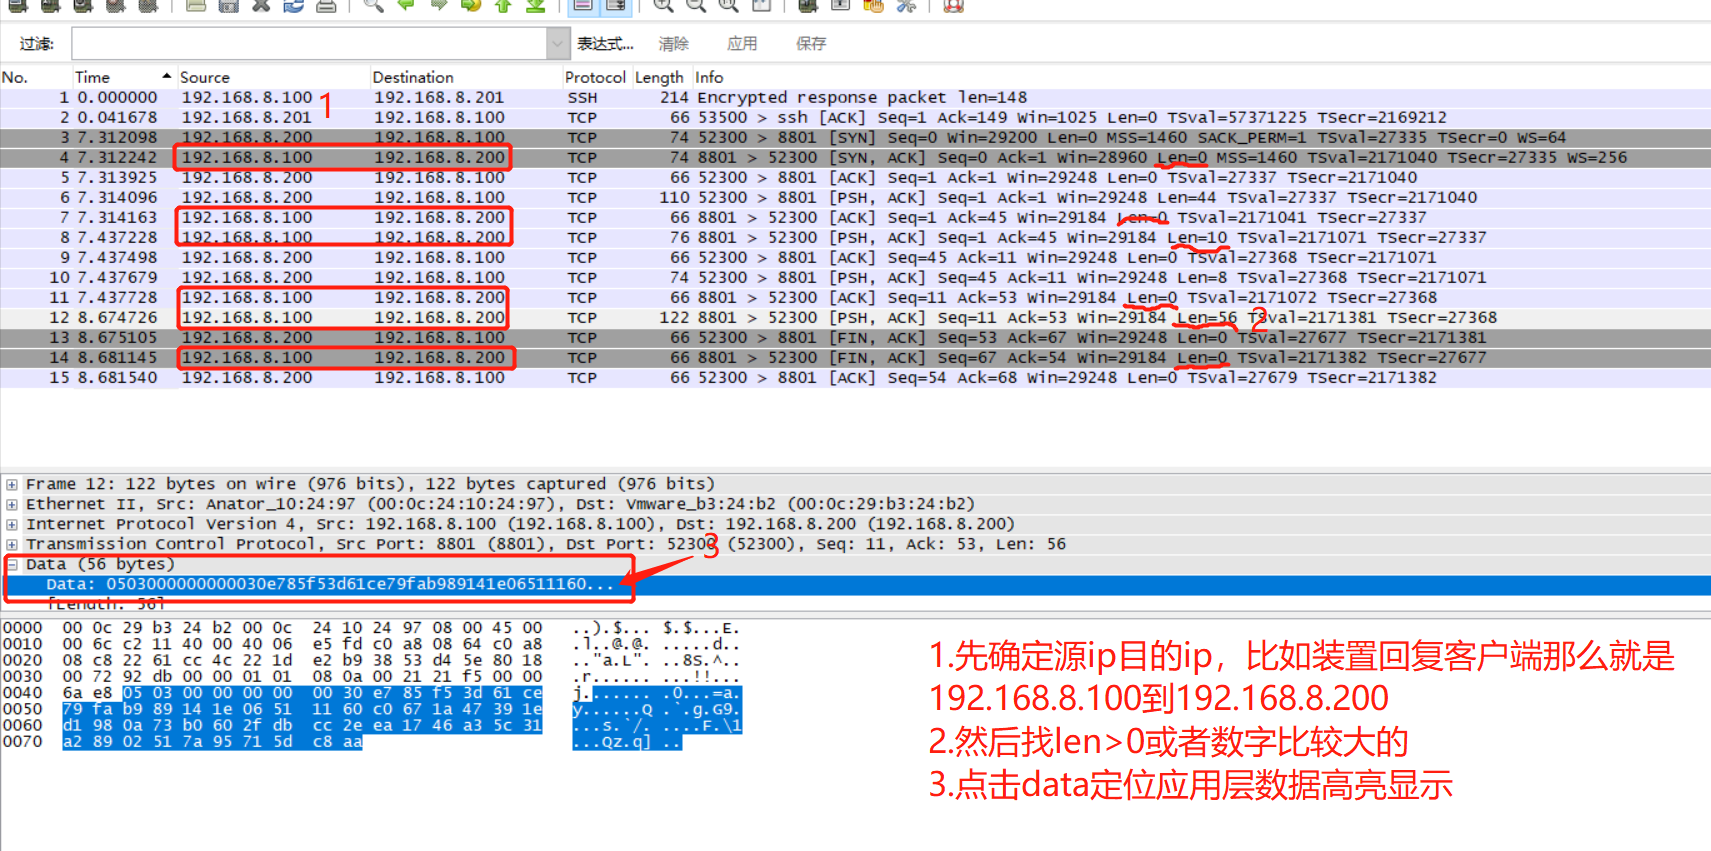 过滤: 表达式... 清除 应用 保存
No. Time Source Destination Protocol Length Info
1 0.000000 192.168.8.100 192.168.8.201 SSH 214 Encrypted response packet len=148
1
2 0.041678 192.168.8.201 192.168.8.100 TCP 66 53500 > ssh [ACK] Seq=1 Ack=149 Win=1025 Len=0 TSval=57371225 TSecr=2169212
3 7.312098 192.168.8.200 192.168.8.100 TCP 74 52300 > 8801 [SYN] Seq=0 Win=29200 Len=0 MSS=1460 SACK_PERM=1 TSval=27335 TSecr=0 WS=64
4 7.312242 192.168.8.100 192.168.8.200 TCP 74 8801 > 52300 [SYN, ACK] Seq=0 Ack=1 Win=28960 Len=0 MSS=1460 TSval=2171040 TSecr=27335 WS=256
5 7.313925 192.168.8.200 192.168.8.100 TCP 66 52300 > 8801 [ACK] Seq=1 Ack=1 Win=29248 Len=0 TSval=27337 TSecr=2171040
6 7.314096 192.168.8.200 192.168.8.100 TCP 110 52300 > 8801 [PSH, ACK] Seq=1 Ack=1 Win=29248 Len=44 TSval=27337 TSecr=2171040
7 7.314163 192.168.8.100 192.168.8.200 TCP 66 8801 > 52300 [ACK] Seq=1 Ack=45 Win=29184 Len=0 TSval=2171041 TSecr=27337
8 7.437228 192.168.8.100 192.168.8.200 TCP 76 8801 > 52300 [PSH, ACK] Seq=1 Ack=45 Win=29184 Len=10 TSval=2171071 TSecr=27337
9 7.437498 192.168.8.200 192.168.8.100 TCP 66 52300 > 8801 [ACK] Seq=45 Ack=11 Win=29248 Len=0 TSval=27368 TSecr=2171071
10 7.437679 192.168.8.200 192.168.8.100 TCP 74 52300 > 8801 [PSH, ACK] Seq=45 Ack=11 Win=29248 Len=8 TSval=27368 TSecr=2171071
11 7.437728 192.168.8.100 192.168.8.200 TCP 66 8801 > 52300 [ACK] Seq=11 Ack=53 Win=29184 Len=0 TSval=2171072 TSecr=27368
12 8.674726 192.168.8.100 192.168.8.200 TCP 122 8801 > 52300 [PSH, ACK] Seq=11 Ack=53 Win=29184 Len=56 TSval=2171381 TSecr=27368
2
13 8.675105 192.168.8.200 192.168.8.100 TCP 66 52300 > 8801 [FIN, ACK] Seq=53 Ack=67 Win=29248 Len=0 TSval=27677 TSecr=2171381
14 8.681145 192.168.8.100 192.168.8.200 TCP 66 8801 > 52300 [FIN, ACK] Seq=67 Ack=54 Win=29184 Len=0 TSval=2171382 TSecr=27677
15 8.681540 192.168.8.200 192.168.8.100 TCP 66 52300 > 8801 [ACK] Seq=54 Ack=68 Win=29248 Len=0 TSval=27679 TSecr=2171382
Frame 12: 122 bytes on wire (976 bits), 122 bytes captured (976 bits)
Ethernet II, Src: Anator_10:24:97 (00:0c:24:10:24:97), Dst: Vmware_b3:24:b2 (00:0c:29:b3:24:b2)
Internet Protocol Version 4, Src: 192.168.8.100 (192.168.8.100), Dst: 192.168.8.200 (192.168.8.200)
Transmission Control Protocol, Src Port: 8801 (8801), Dst Port: 52300 (52300), Seq: 11, Ack: 53, Len: 56
3
Data (56 bytes)
Data: 0503000000000030e785f53d61ce79fab989141e06511160...
[Length: 56]
0000 00 0c 29 b3 24 b2 00 0c 24 10 24 97 08 00 45 00 ..).$... $.$...E.
0010 00 6c c2 11 40 00 40 06 e5 fd c0 a8 08 64 c0 a8 .l..@.@. .....d..
0020 08 c8 22 61 cc 4c 22 1d e2 b9 38 53 d4 5e 80 18 .."a.L". ..8S.^..
0030 00 72 92 db 00 00 01 01 08 0a 00 21 21 f5 00 00 .r...... ...!!...
0040 6a e8 05 03 00 00 00 00 00 30 e7 85 f5 3d 61 ce j....... .0...=a.
0050 79 fa b9 89 14 1e 06 51 11 60 c0 67 1a 47 39 1e y......Q .`.g.G9.
0060 d1 98 0a 73 b0 60 2f db cc 2e ea 17 46 a3 5c 31 ...s.`/. ....F.\1
0070 a2 89 02 51 7a 95 71 5d c8 aa ...Qz.q] ..
1.先确定源ip目的ip，比如装置回复客户端那么就是
192.168.8.100到192.168.8.200
2.然后找len>0或者数字比较大的
3.点击data定位应用层数据高亮显示